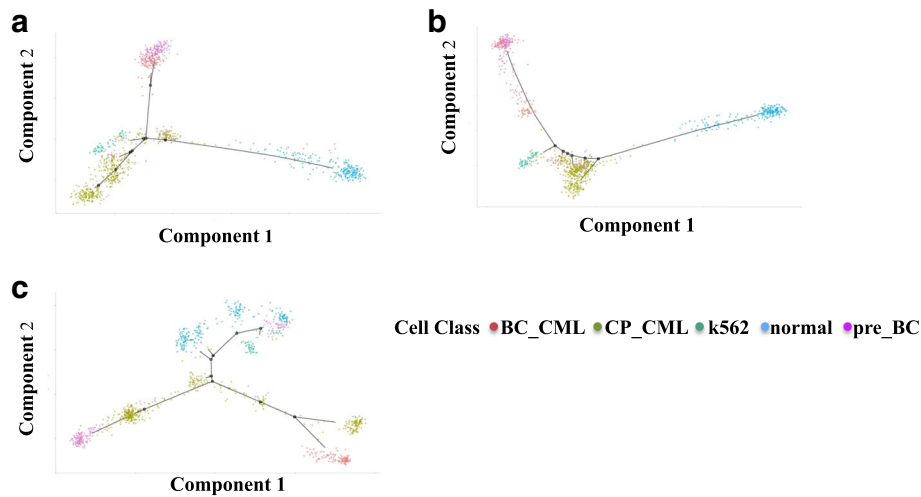 a
Component 2
Component 1
b
Component 2
Component 1
c
Component 2
Component 1
Cell Class BC_CML CP_CML k562 normal pre_BC